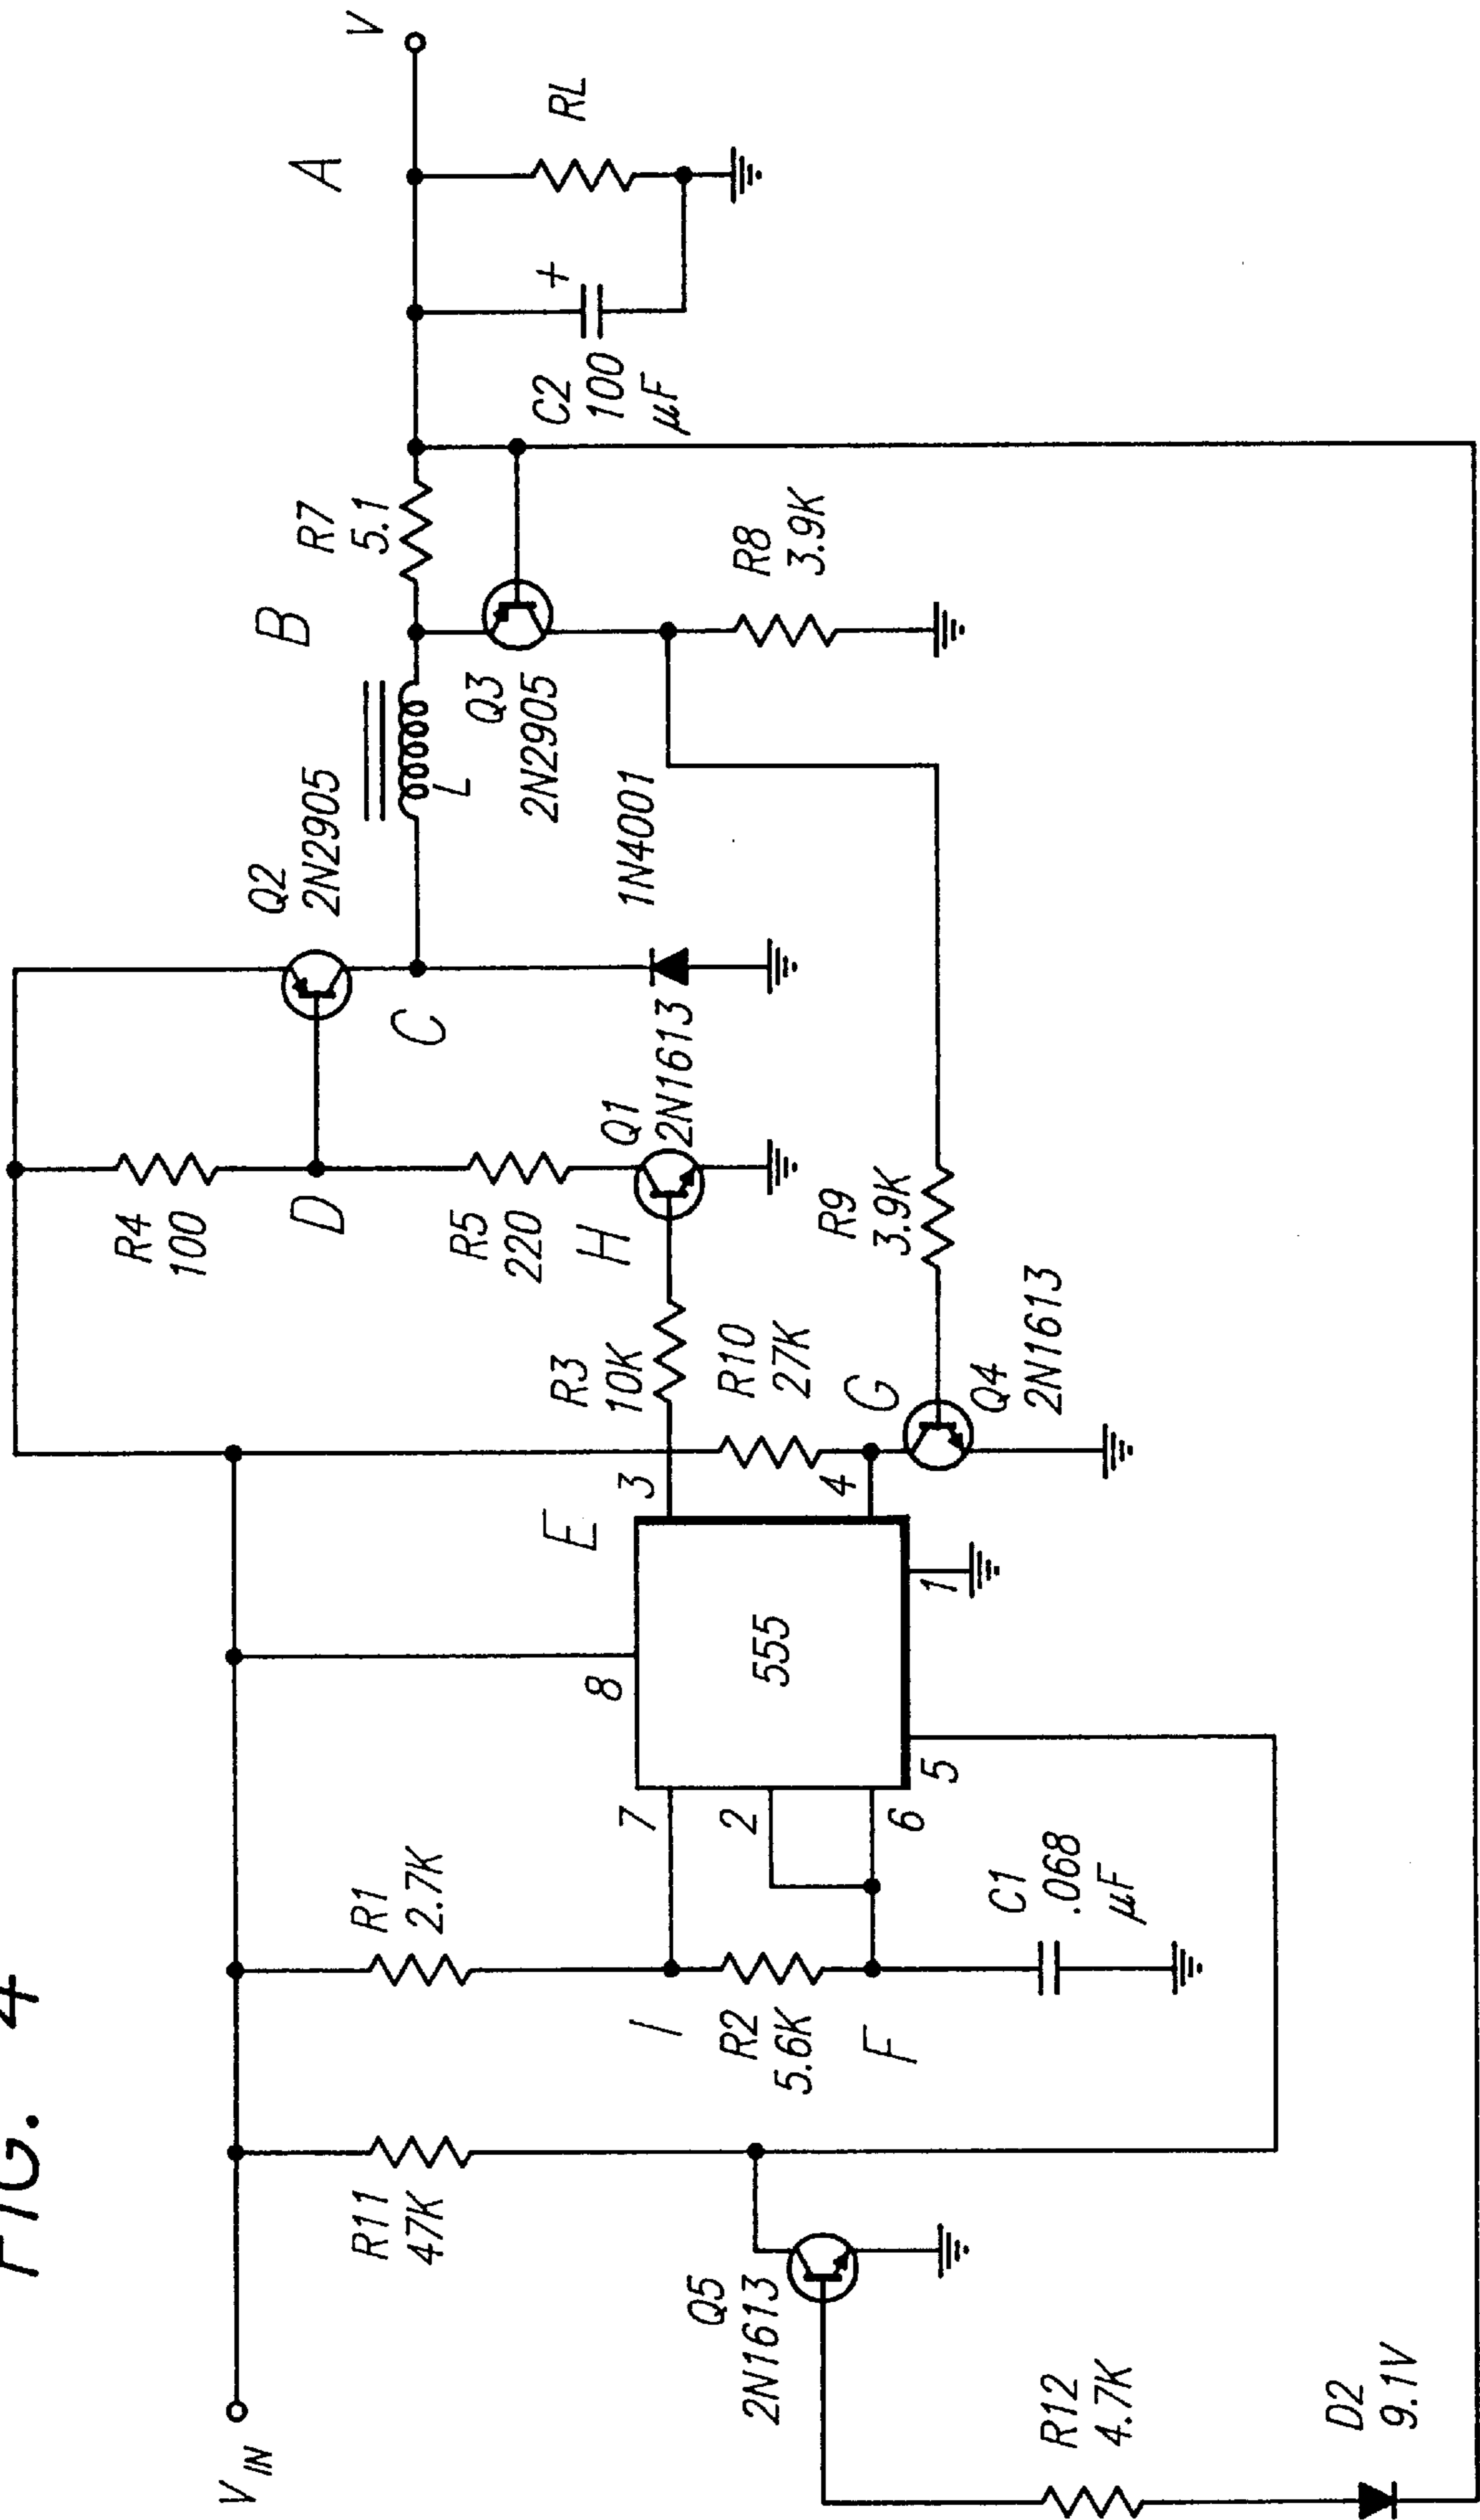 FIG. 4
V IN
R11
47K
R1
2.7K
I
R2
5.6K
F
C1
.068
µF
7
2
6
5
8
555
1
E
3
4
R3
10K
R10
27K
G
Q4
2N1613
R4
100
D
R5
220
H
Q1
2N1613
R9
3.9K
Q2
2N2905
C
1N4001
L
B
Q3
2N2905
R7
5.1
R8
3.9K
C2
100
µF
+
A
RL
V
Q5
2N1613
R12
4.7K
D2
9.1V